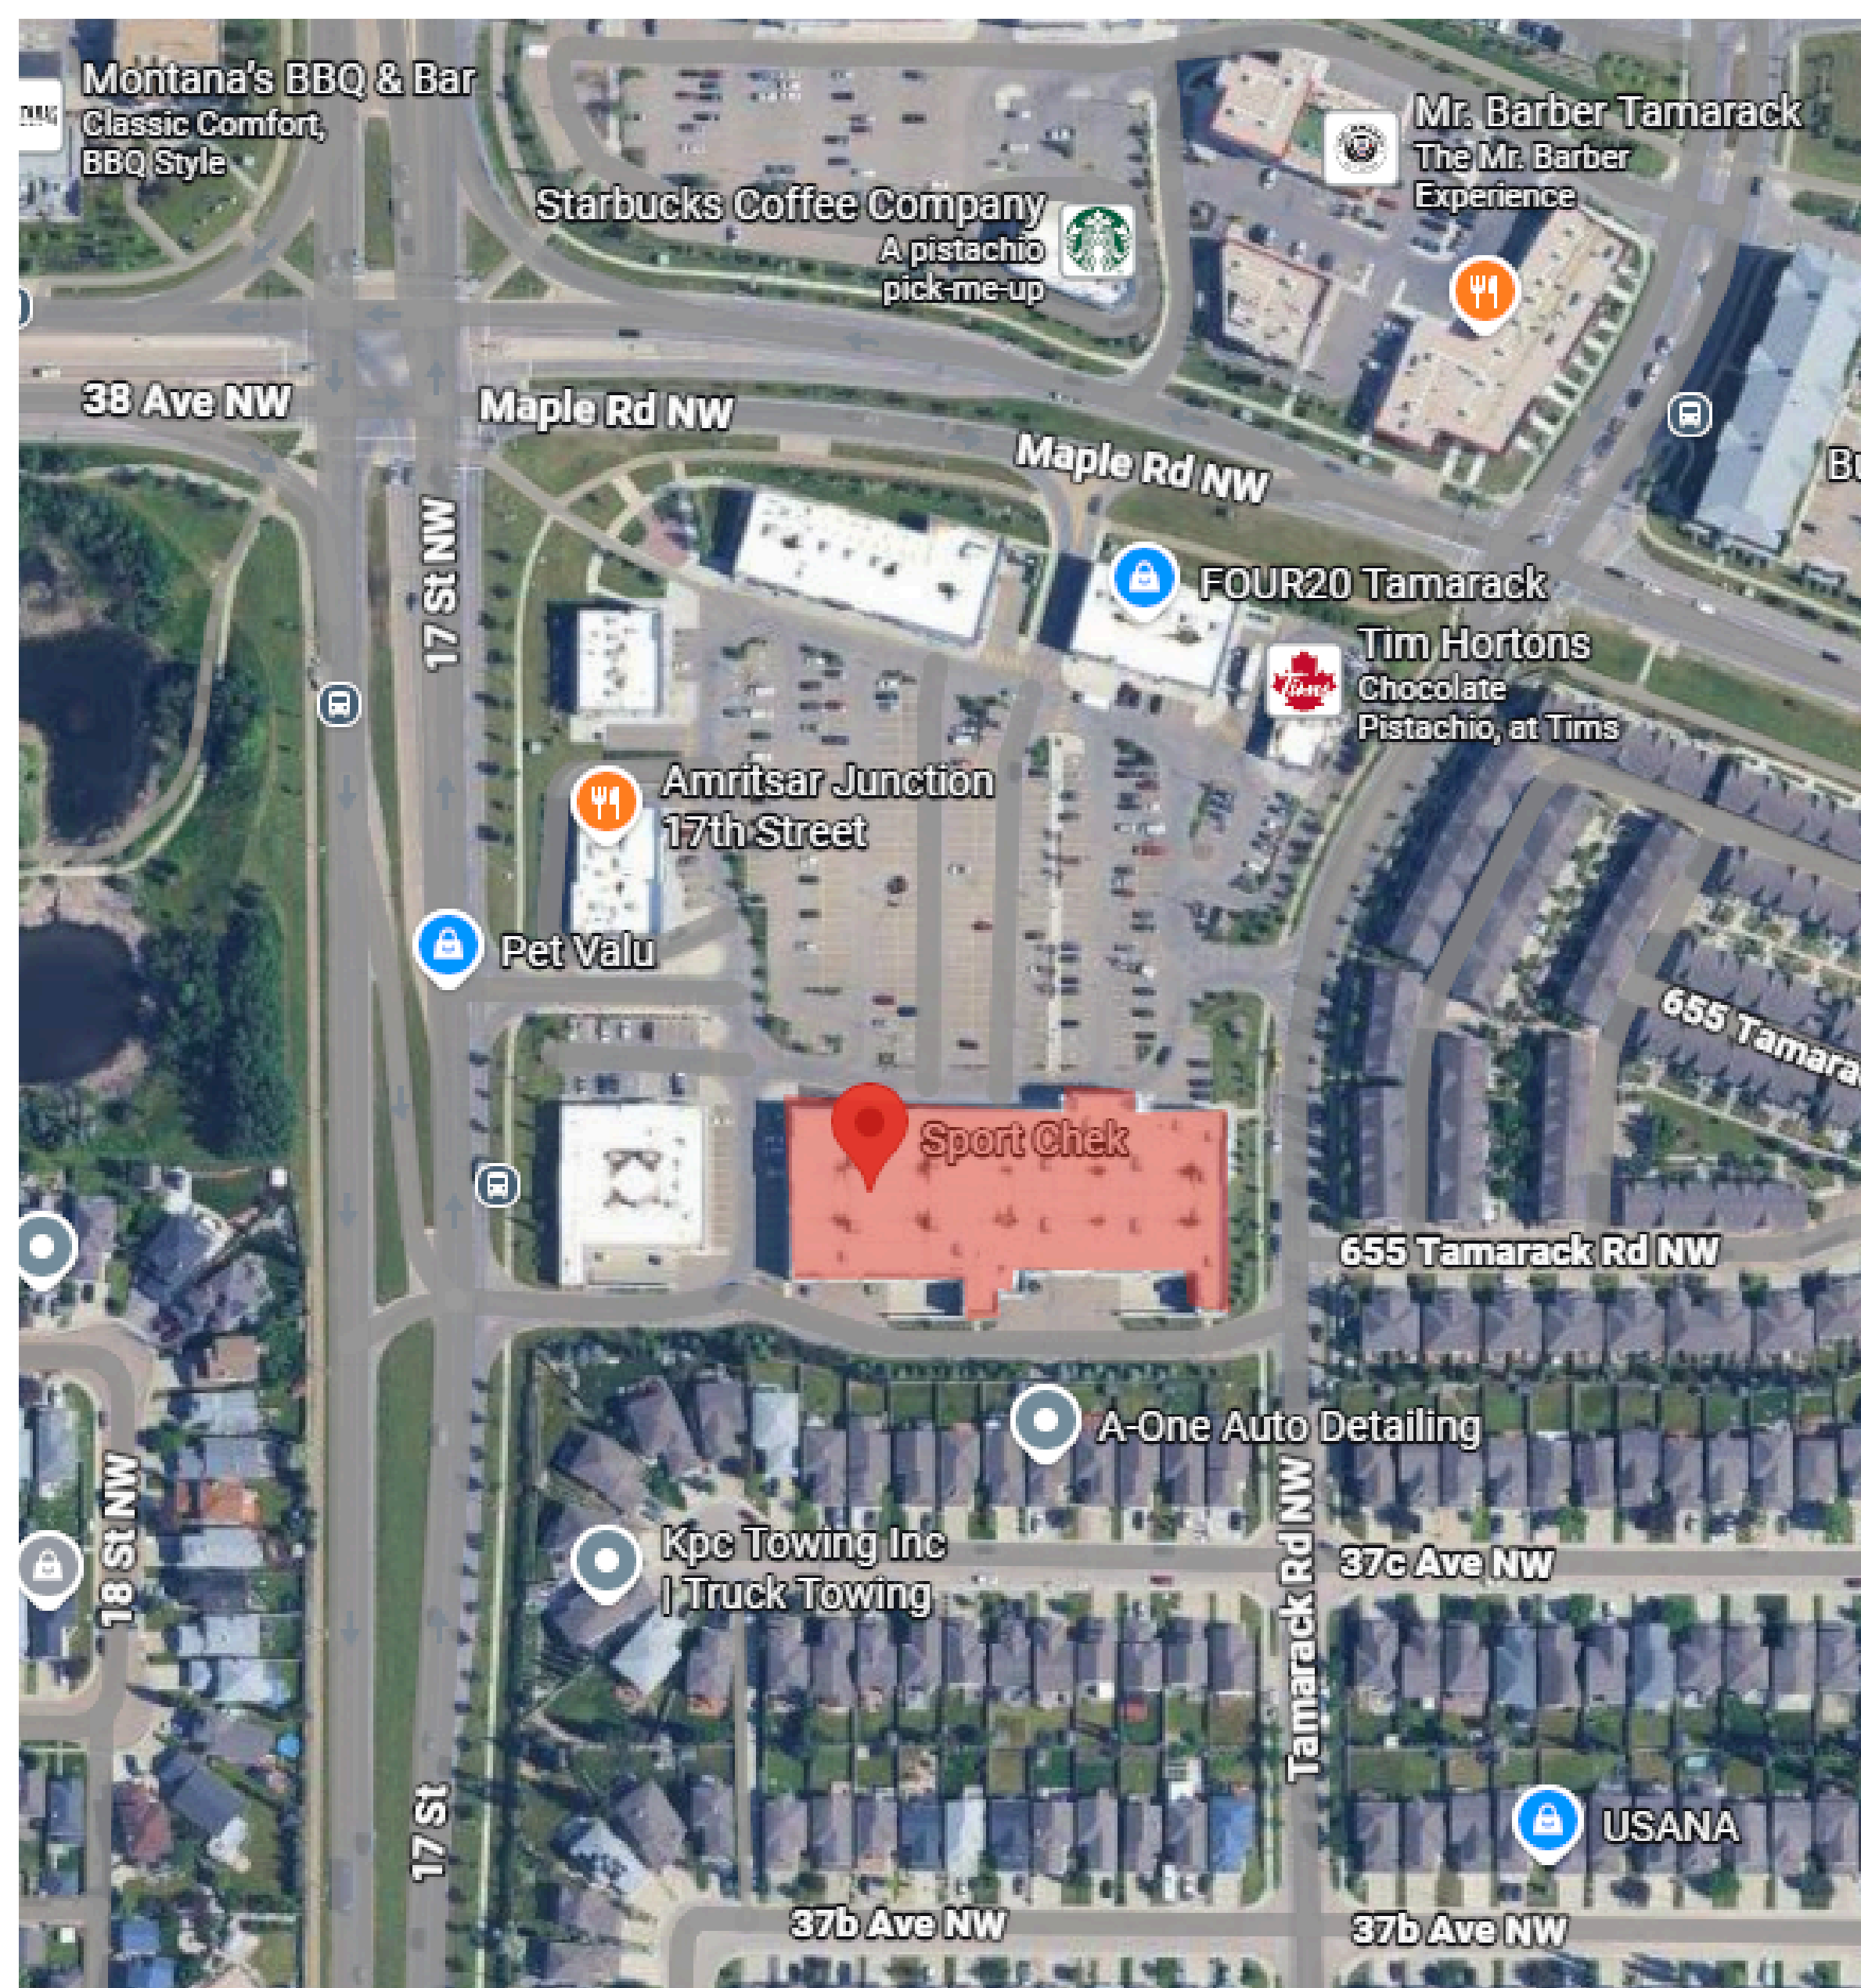 Montana's BBQ & Bar
Classic Comfort,
BBQ Style
Mr. Barber Tamarack
The Mr. Barber
Experience
Starbucks Coffee Company
A pistachio
pick-me-up
38 Ave NW
Maple Rd NW
Maple Rd NW
17 St NW
FOUR20 Tamarack
Tim Hortons
Chocolate
Pistachio, at Tims
Tims
Amritsar Junction
17th Street
Pet Valu
655
Sport Chek
655 Tamarack Rd NW
A-One Auto Detailing
18 St NW
Kpc Towing Inc
| Truck Towing
Tamarack Rd NW
37c Ave NW
17 St
USANA
37b Ave NW
37b Ave NW